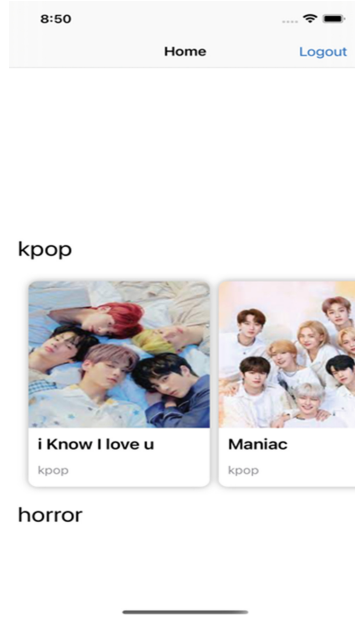 8:50
Home
Logout
kpop
i Know I love u
kpop
Maniac
kpop
horror